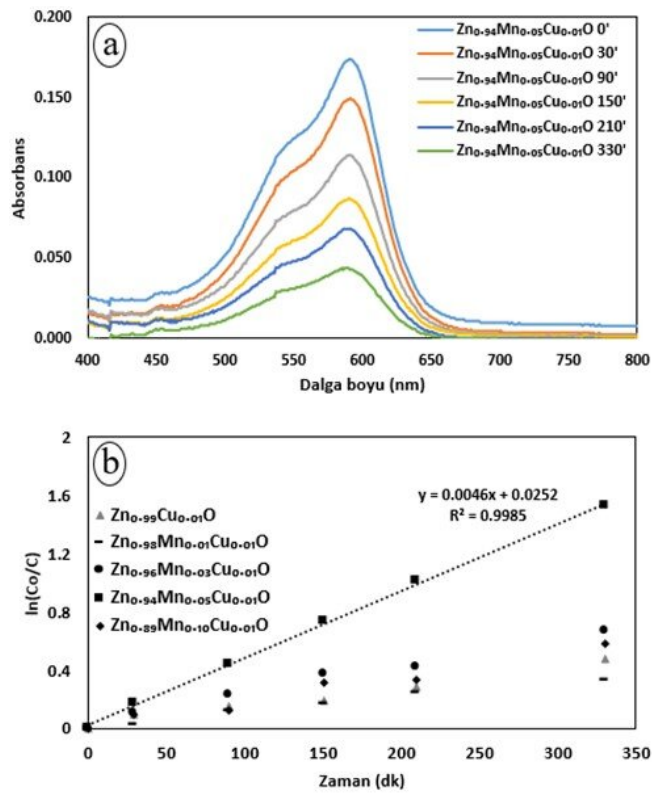 a
0.200
0.150
0.100
0.050
0.000
Absorbans
Zn₀.₉₄Mn₀.₀₅Cu₀.₀₁O 0'
Zn₀.₉₄Mn₀.₀₅Cu₀.₀₁O 30'
Zn₀.₉₄Mn₀.₀₅Cu₀.₀₁O 90'
Zn₀.₉₄Mn₀.₀₅Cu₀.₀₁O 150'
Zn₀.₉₄Mn₀.₀₅Cu₀.₀₁O 210'
Zn₀.₉₄Mn₀.₀₅Cu₀.₀₁O 330'
400 450 500 550 600 650 700 750 800
Dalga boyu (nm)
b
2
1.6
1.2
0.8
0.4
0
ln(Co/C)
y = 0.0046x + 0.0252
R² = 0.9985
Zn₀.₉₉Cu₀.₀₁O
Zn₀.₉₈Mn₀.₀₁Cu₀.₀₁O
Zn₀.₉₆Mn₀.₀₃Cu₀.₀₁O
Zn₀.₉₄Mn₀.₀₅Cu₀.₀₁O
Zn₀.₈₉Mn₀.₁₀Cu₀.₀₁O
0 50 100 150 200 250 300 350
Zaman (dk)